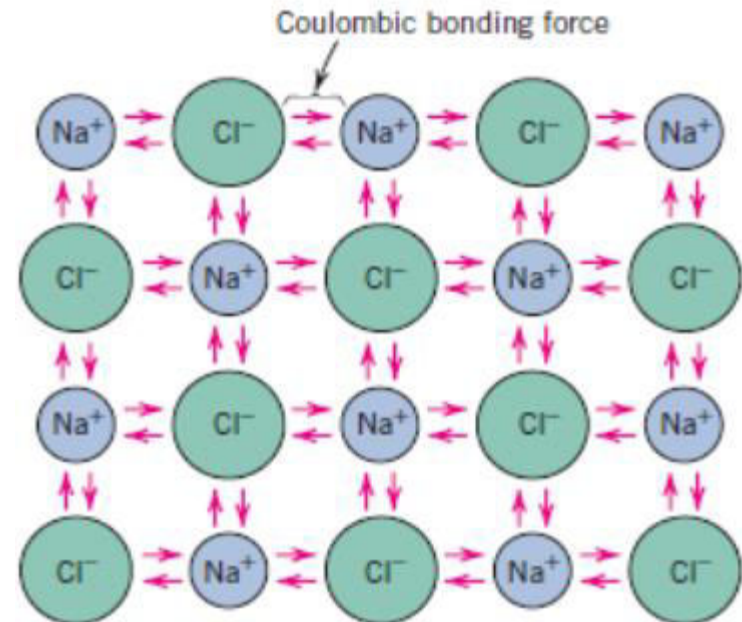 Coulombic bonding force
Na⁺ Cl⁻ Na⁺ Cl⁻ Na⁺
Cl⁻ Na⁺ Cl⁻ Na⁺ Cl⁻
Na⁺ Cl⁻ Na⁺ Cl⁻ Na⁺
Cl⁻ Na⁺ Cl⁻ Na⁺ Cl⁻